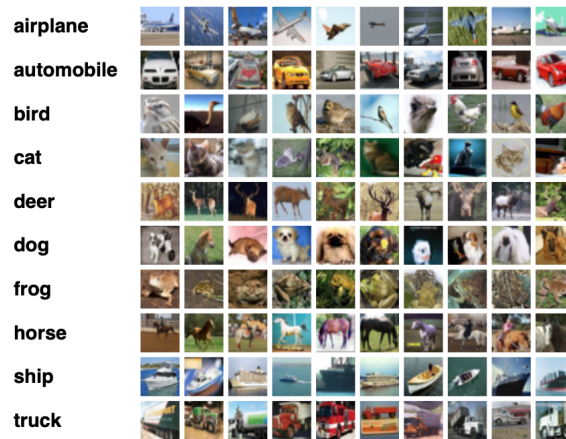 airplane
automobile
bird
cat
deer
dog
frog
horse
ship
truck